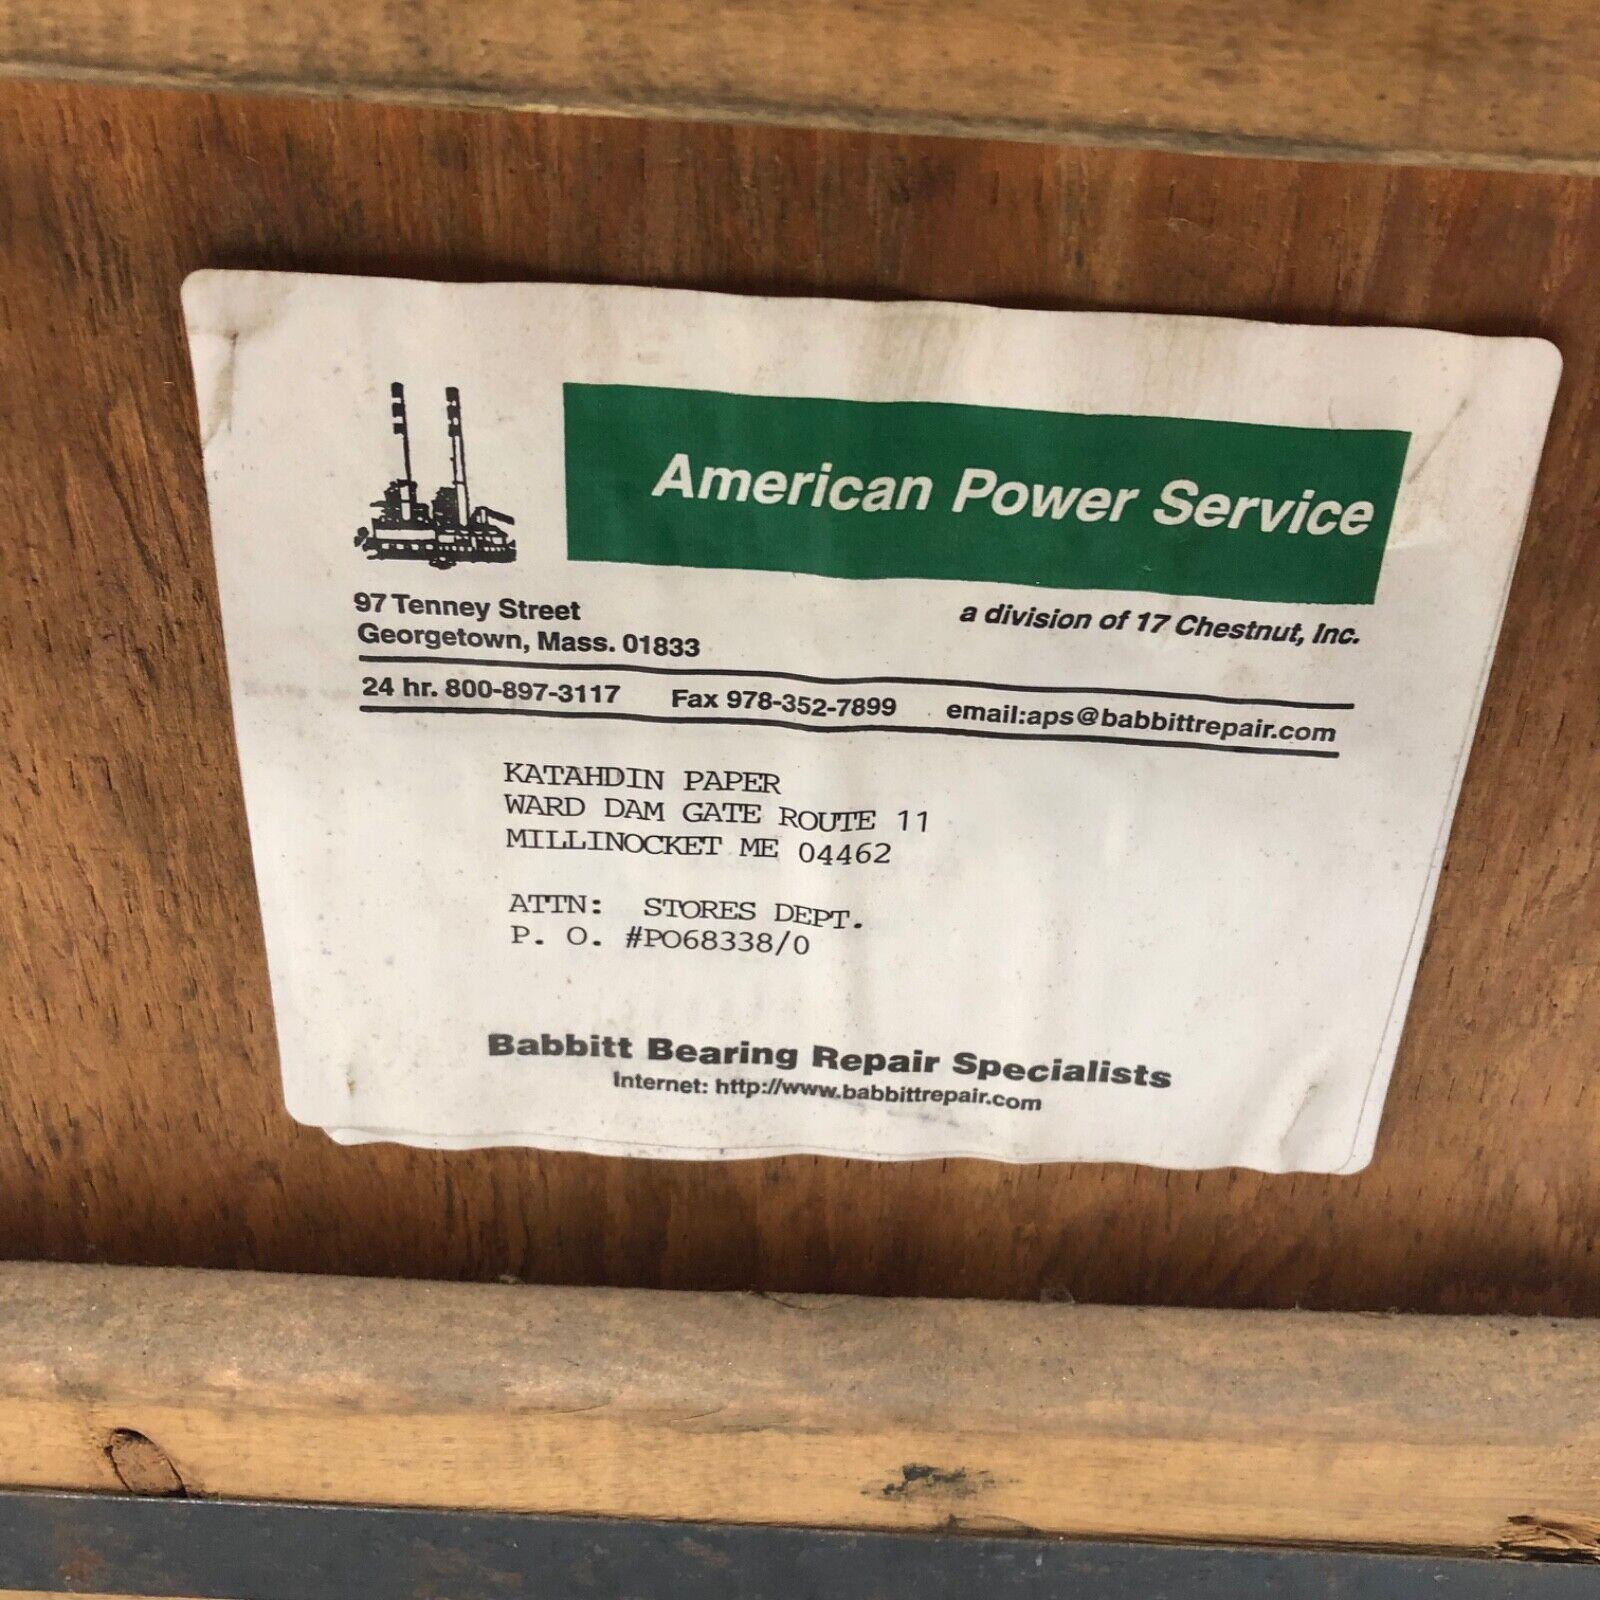 American Power Service
97 Tenney Street
a division of 17 Chestnut, Inc.
Georgetown, Mass. 01833
24 hr. 800-897-3117 Fax 978-352-7899 email:aps@babbittrepair.com
KATAHDIN PAPER
WARD DAM GATE ROUTE 11
MILLINOCKET ME 04462
ATTN: STORES DEPT.
P. O. #PO68338/0
Babbitt Bearing Repair Specialists
Internet: http://www.babbittrepair.com